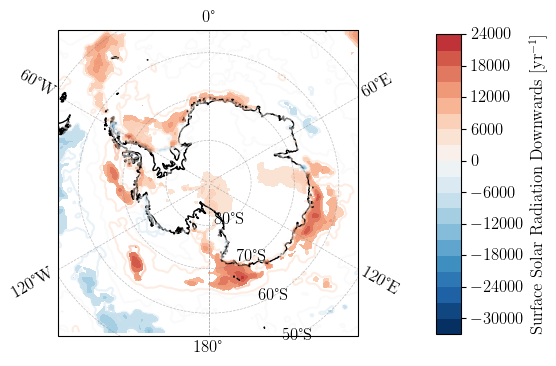 0°
60°W
60°E
120°W
120°E
180°
80°S
70°S
60°S
50°S
24000
18000
12000
6000
0
−6000
−12000
−18000
−24000
−30000
Surface Solar Radiation Downwards [yr⁻¹]